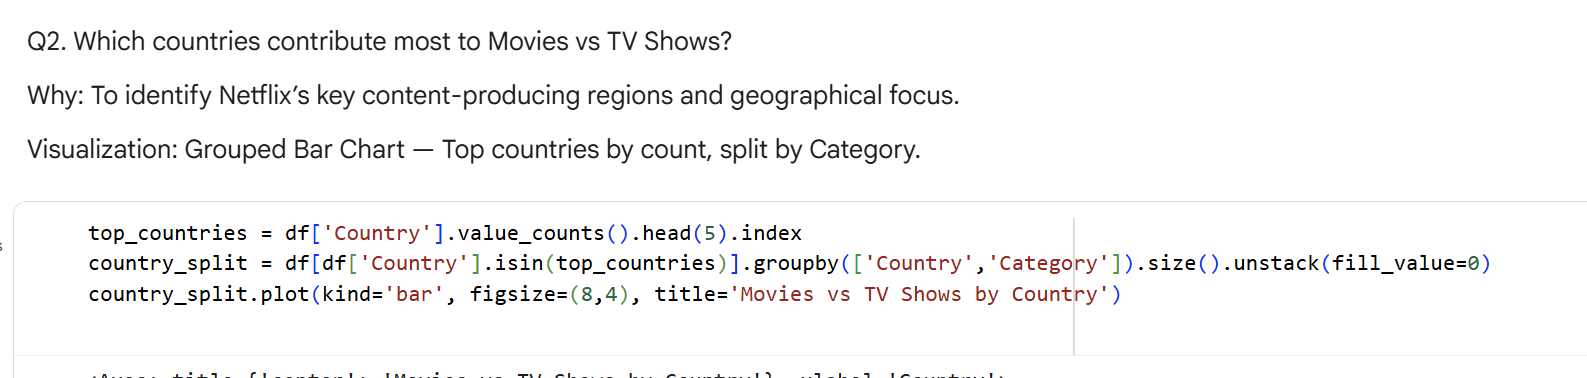 Q2. Which countries contribute most to Movies vs TV Shows?
Why: To identify Netflix’s key content-producing regions and geographical focus.
Visualization: Grouped Bar Chart — Top countries by count, split by Category.
top_countries = df['Country'].value_counts().head(5).index
country_split = df[df['Country'].isin(top_countries)].groupby(['Country','Category']).size().unstack(fill_value=0)
country_split.plot(kind='bar', figsize=(8,4), title='Movies vs TV Shows by Country')